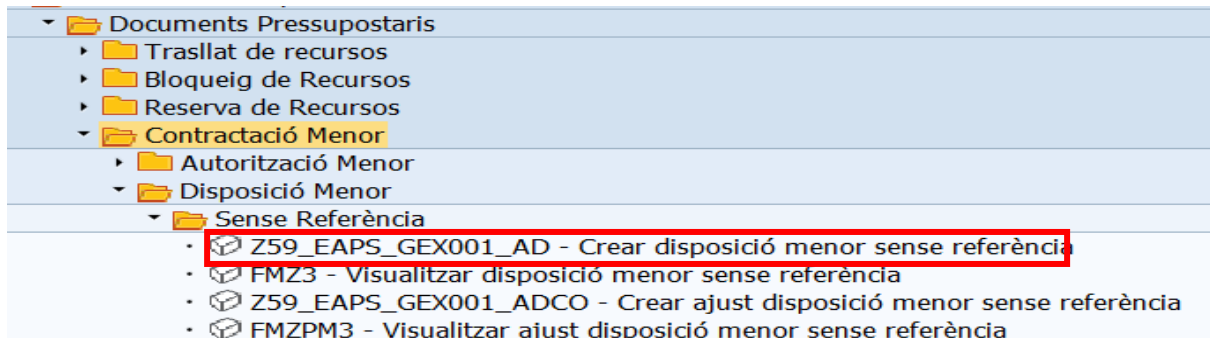 Documents Pressupostaris
Trasllat de recursos
Bloqueig de Recursos
Reserva de Recursos
Contractació Menor
Autorització Menor
Disposició Menor
Sense Referència
Z59_EAPS_GEX001_AD - Crear disposició menor sense referència
FMZ3 - Visualitzar disposició menor sense referència
Z59_EAPS_GEX001_ADCO - Crear ajust disposició menor sense referència
FMZPM3 - Visualitzar ajust disposició menor sense referència